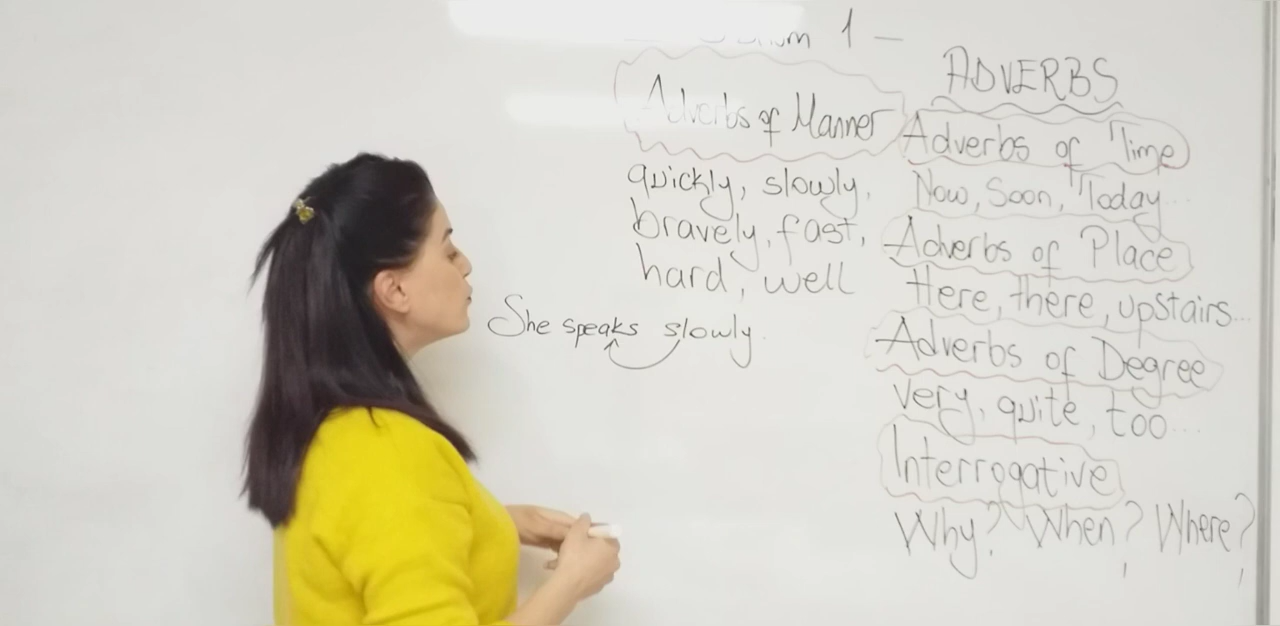 1 —
Adverbs of Manner
quickly, slowly,
bravely, fast,
hard, well
She speaks slowly.
ADVERBS
Adverbs of Time
Now, Soon, Today...
Adverbs of Place
Here, there, upstairs...
Adverbs of Degree
very, quite, too...
Interrogative
Why? When? Where?